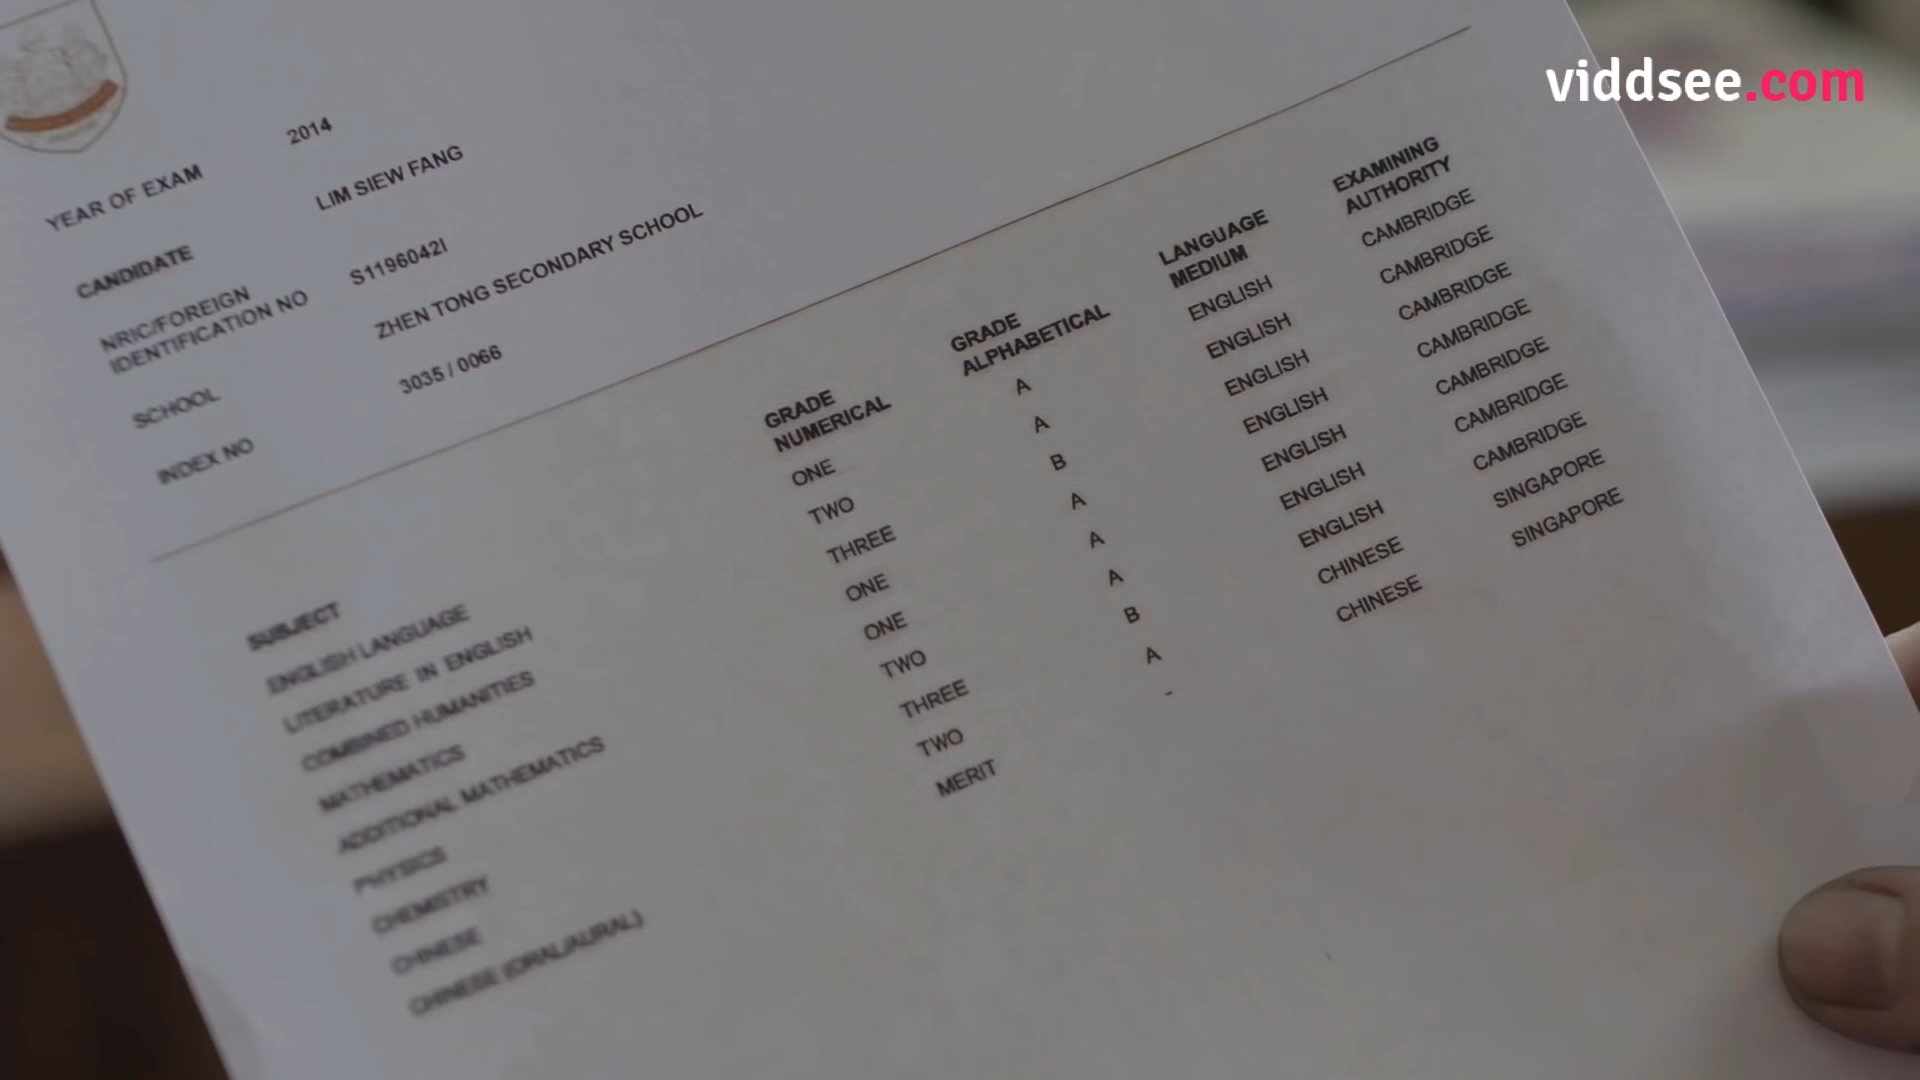 viddsee.com
YEAR OF EXAM 2014
CANDIDATE LIM SIEW FANG
NRIC/FOREIGN
IDENTIFICATION NO S1196042I
SCHOOL ZHEN TONG SECONDARY SCHOOL
INDEX NO 3035 / 0066
SUBJECT GRADE NUMERICAL GRADE ALPHABETICAL LANGUAGE MEDIUM EXAMINING AUTHORITY
ENGLISH LANGUAGE ONE A ENGLISH CAMBRIDGE
LITERATURE IN ENGLISH TWO A ENGLISH CAMBRIDGE
COMBINED HUMANITIES THREE B ENGLISH CAMBRIDGE
MATHEMATICS ONE A ENGLISH CAMBRIDGE
ADDITIONAL MATHEMATICS ONE A ENGLISH CAMBRIDGE
PHYSICS TWO A ENGLISH CAMBRIDGE
CHEMISTRY THREE B ENGLISH CAMBRIDGE
CHINESE TWO A CHINESE SINGAPORE
CHINESE (ORAL/AURAL) MERIT - CHINESE SINGAPORE